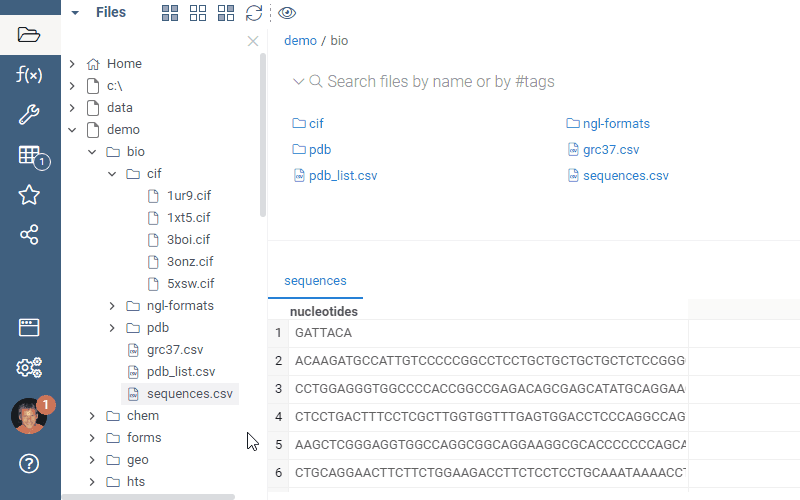 Files
f(x)
1
1
?
Home
c:\
data
demo
bio
cif
1ur9.cif
1xt5.cif
3boi.cif
3onz.cif
5xsw.cif
ngl-formats
pdb
grc37.csv
pdb_list.csv
sequences.csv
chem
forms
geo
hts
demo / bio
Search files by name or by #tags
cif
ngl-formats
pdb
grc37.csv
pdb_list.csv
sequences.csv
sequences
nucleotides
1 GATTACA
2 ACAAGATGCCATTGTCCCCCGGCCTCCTGCTGCTGCTGCTCTCCGGG
3 CCTGGAGGGTGGCCCCACCGGCCGAGACAGCGAGCATATGCAGGAA
4 CTCCTGACTTTCCTCGCTTGGTGGTTTGAGTGGACCTCCCAGGCCAG
5 AAGCTCGGGAGGTGGCCAGGCGGCAGGAAGGCGCACCCCCCCAGCA
6 CTGCAGGAACTTCTTCTGGAAGACCTTCTCCTCCTGCAAATAAAACCT